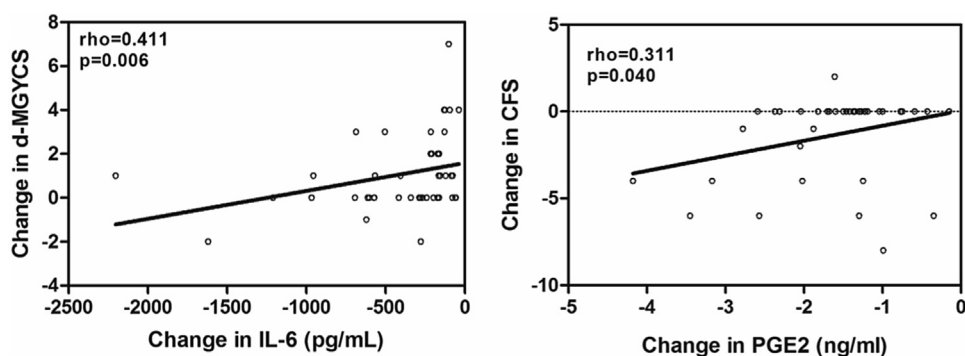 rho=0.411
p=0.006
Change in d-MGYCS
8
6
4
2
0
-2
-4
-2500 -2000 -1500 -1000 -500 0
Change in IL-6 (pg/mL)
rho=0.311
p=0.040
Change in CFS
5
0
-5
-10
-5 -4 -3 -2 -1 0
Change in PGE2 (ng/ml)